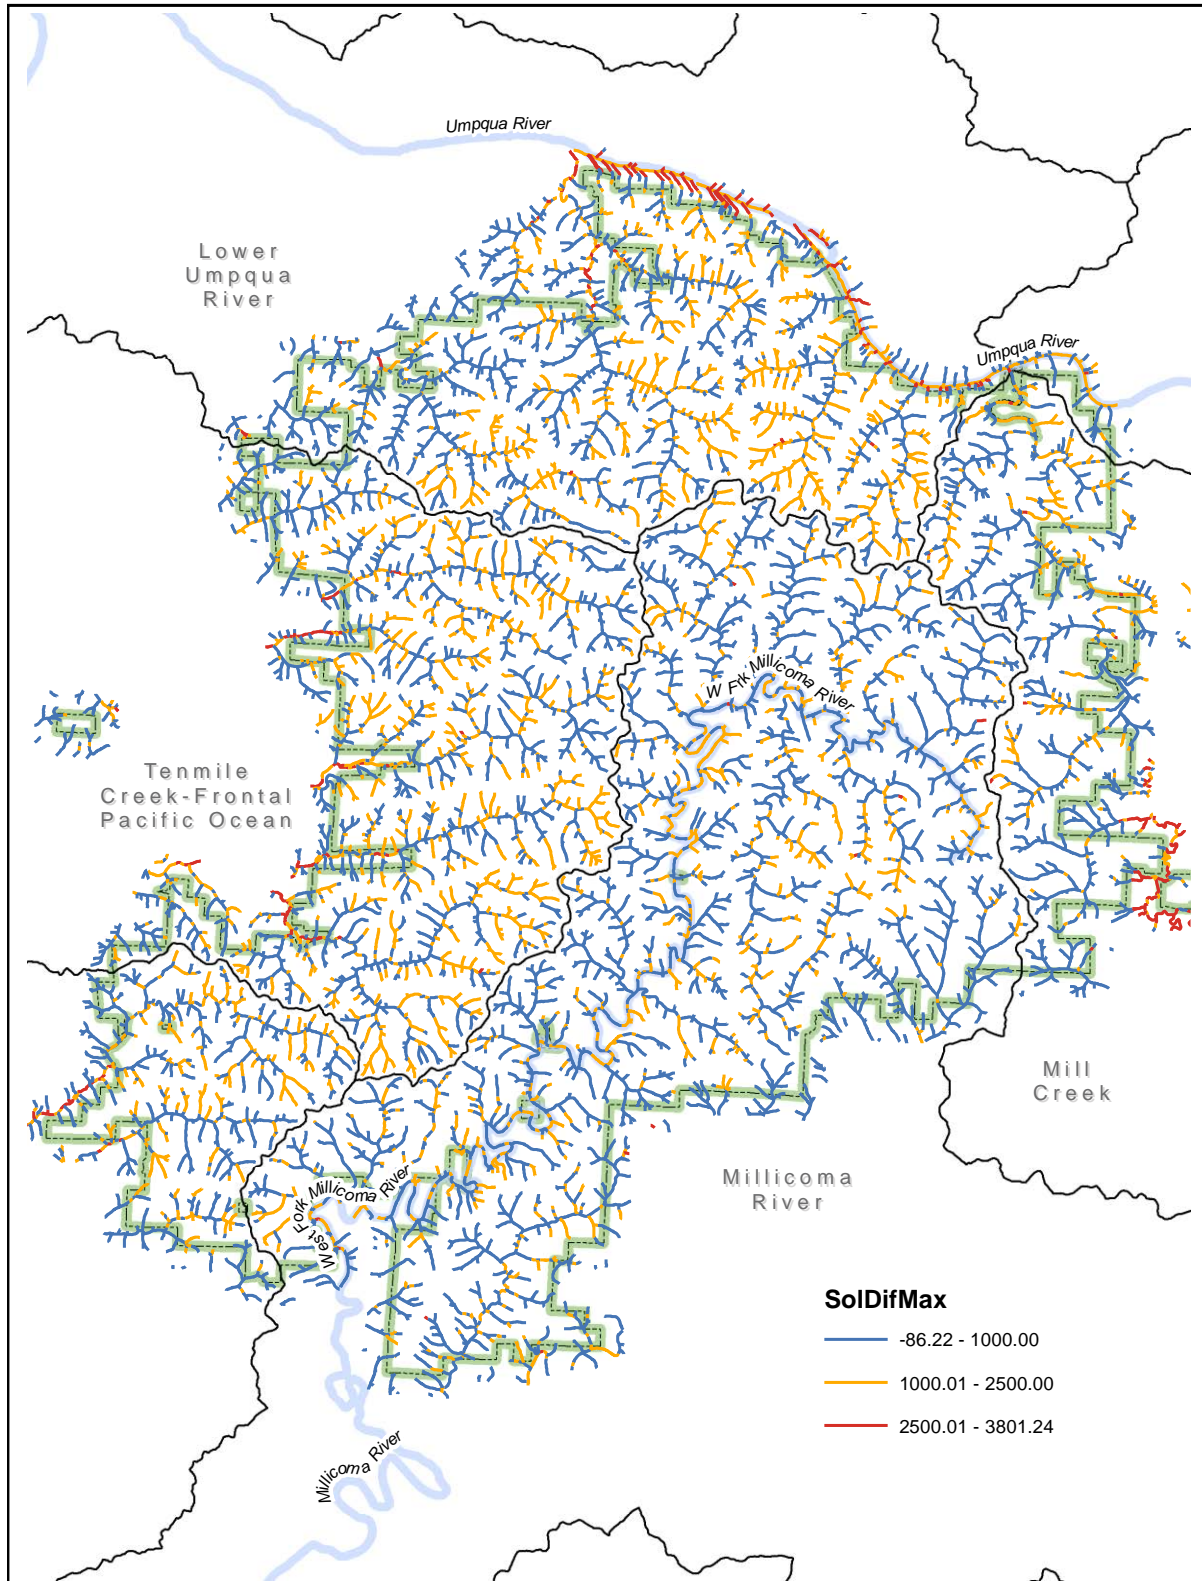 Umpqua River
Lower
Umpqua
River
Umpqua River
W Frk Millicoma River
Tenmile
Creek-Frontal
Pacific Ocean
Mill
Creek
Millicoma
River
West Fork Millicoma River
SolDifMax
-86.22 - 1000.00
1000.01 - 2500.00
2500.01 - 3801.24
Millicoma River